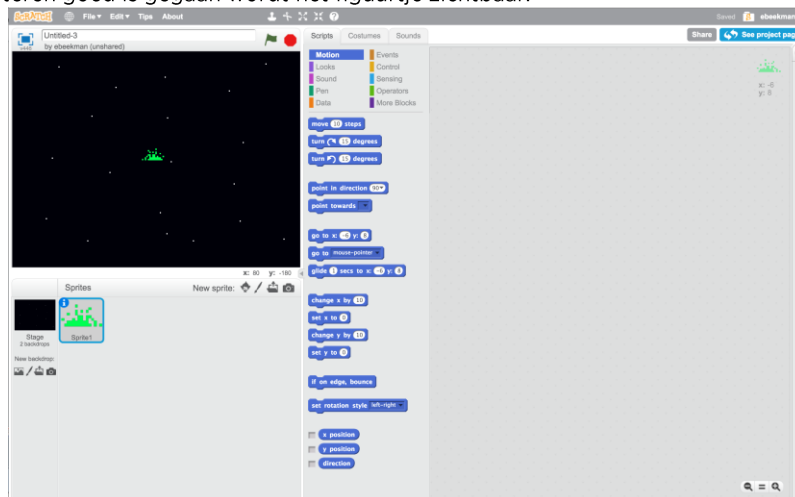 SCRATCH File Edit Tips About Saved ebeekman
Untitled-3
by ebeekman (unshared)
Scripts Costumes Sounds Share See project pag
Motion Events
Looks Control
Sound Sensing
Pen Operators
Data More Blocks
x: -6
y: 8
move 10 steps
turn 15 degrees
turn 15 degrees
point in direction 90
point towards
go to x: -6 y: 8
go to mouse-pointer
glide 1 secs to x: -6 y: 8
x: 80 y: -180
Sprites New sprite:
change x by 10
set x to 0
change y by 10
set y to 0
Stage
2 backdrops
Sprite1
New backdrop:
if on edge, bounce
set rotation style left-right
x position
y position
direction